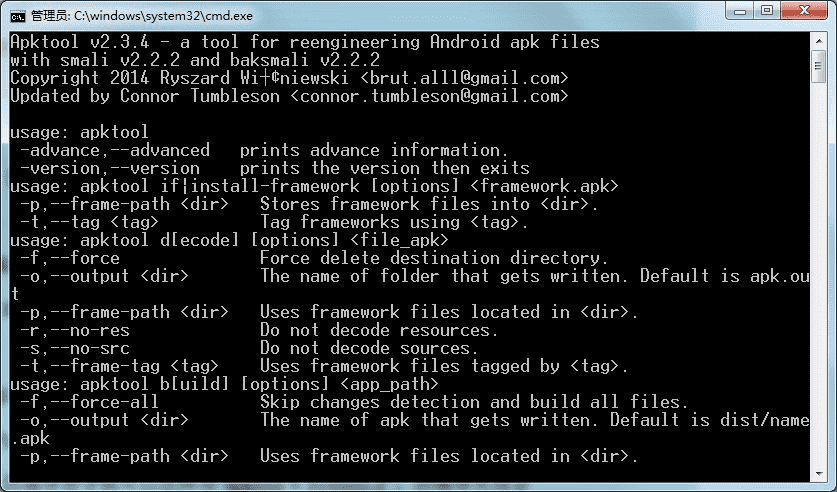 管理员: C:\windows\system32\cmd.exe
Apktool v2.3.4 - a tool for reengineering Android apk files
with smali v2.2.2 and baksmali v2.2.2
Copyright 2014 Ryszard Wi┼¢niewski <brut.alll@gmail.com>
Updated by Connor Tumbleson <connor.tumbleson@gmail.com>
usage: apktool
 -advance,--advanced   prints advance information.
 -version,--version    prints the version then exits
usage: apktool if|install-framework [options] <framework.apk>
 -p,--frame-path <dir>   Stores framework files into <dir>.
 -t,--tag <tag>          Tag frameworks using <tag>.
usage: apktool d[ecode] [options] <file_apk>
 -f,--force              Force delete destination directory.
 -o,--output <dir>       The name of folder that gets written. Default is apk.ou
t
 -p,--frame-path <dir>   Uses framework files located in <dir>.
 -r,--no-res             Do not decode resources.
 -s,--no-src             Do not decode sources.
 -t,--frame-tag <tag>    Uses framework files tagged by <tag>.
usage: apktool b[uild] [options] <app_path>
 -f,--force-all          Skip changes detection and build all files.
 -o,--output <dir>       The name of apk that gets written. Default is dist/name
.apk
 -p,--frame-path <dir>   Uses framework files located in <dir>.